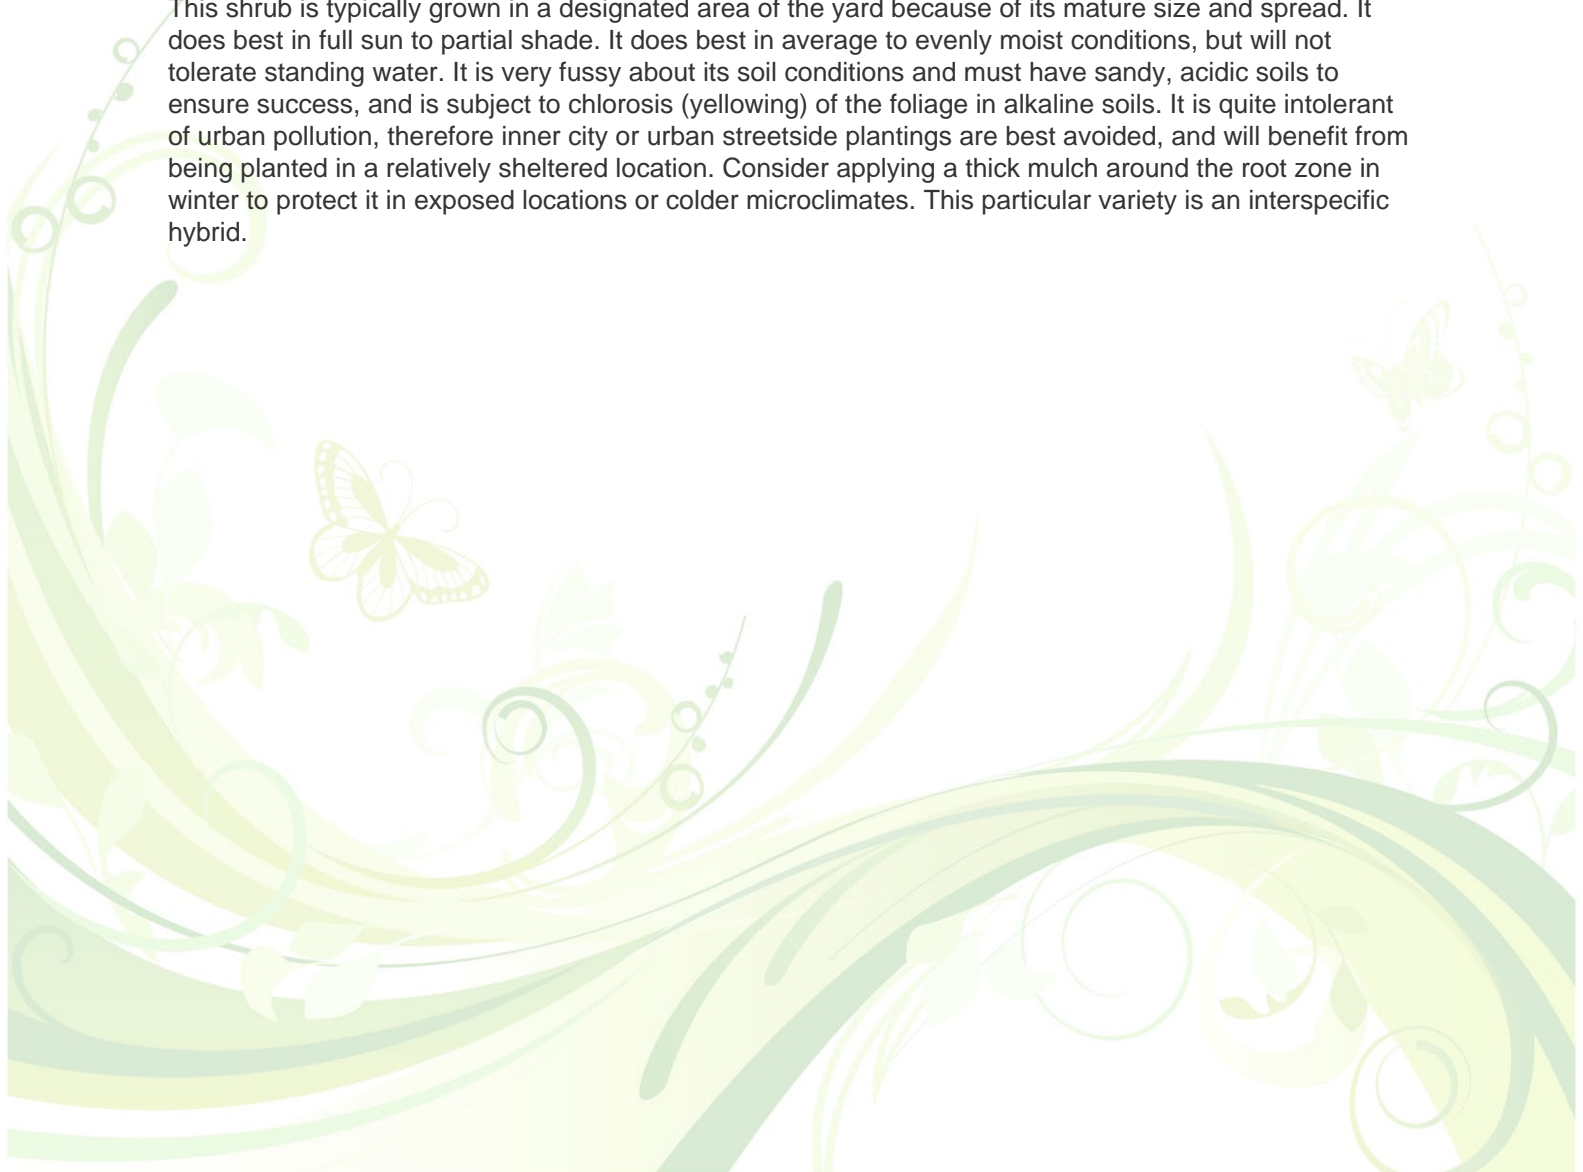 This shrub is typically grown in a designated area of the yard because of its mature size and spread. It
does best in full sun to partial shade. It does best in average to evenly moist conditions, but will not
tolerate standing water. It is very fussy about its soil conditions and must have sandy, acidic soils to
ensure success, and is subject to chlorosis (yellowing) of the foliage in alkaline soils. It is quite intolerant
of urban pollution, therefore inner city or urban streetside plantings are best avoided, and will benefit from
being planted in a relatively sheltered location. Consider applying a thick mulch around the root zone in
winter to protect it in exposed locations or colder microclimates. This particular variety is an interspecific
hybrid.